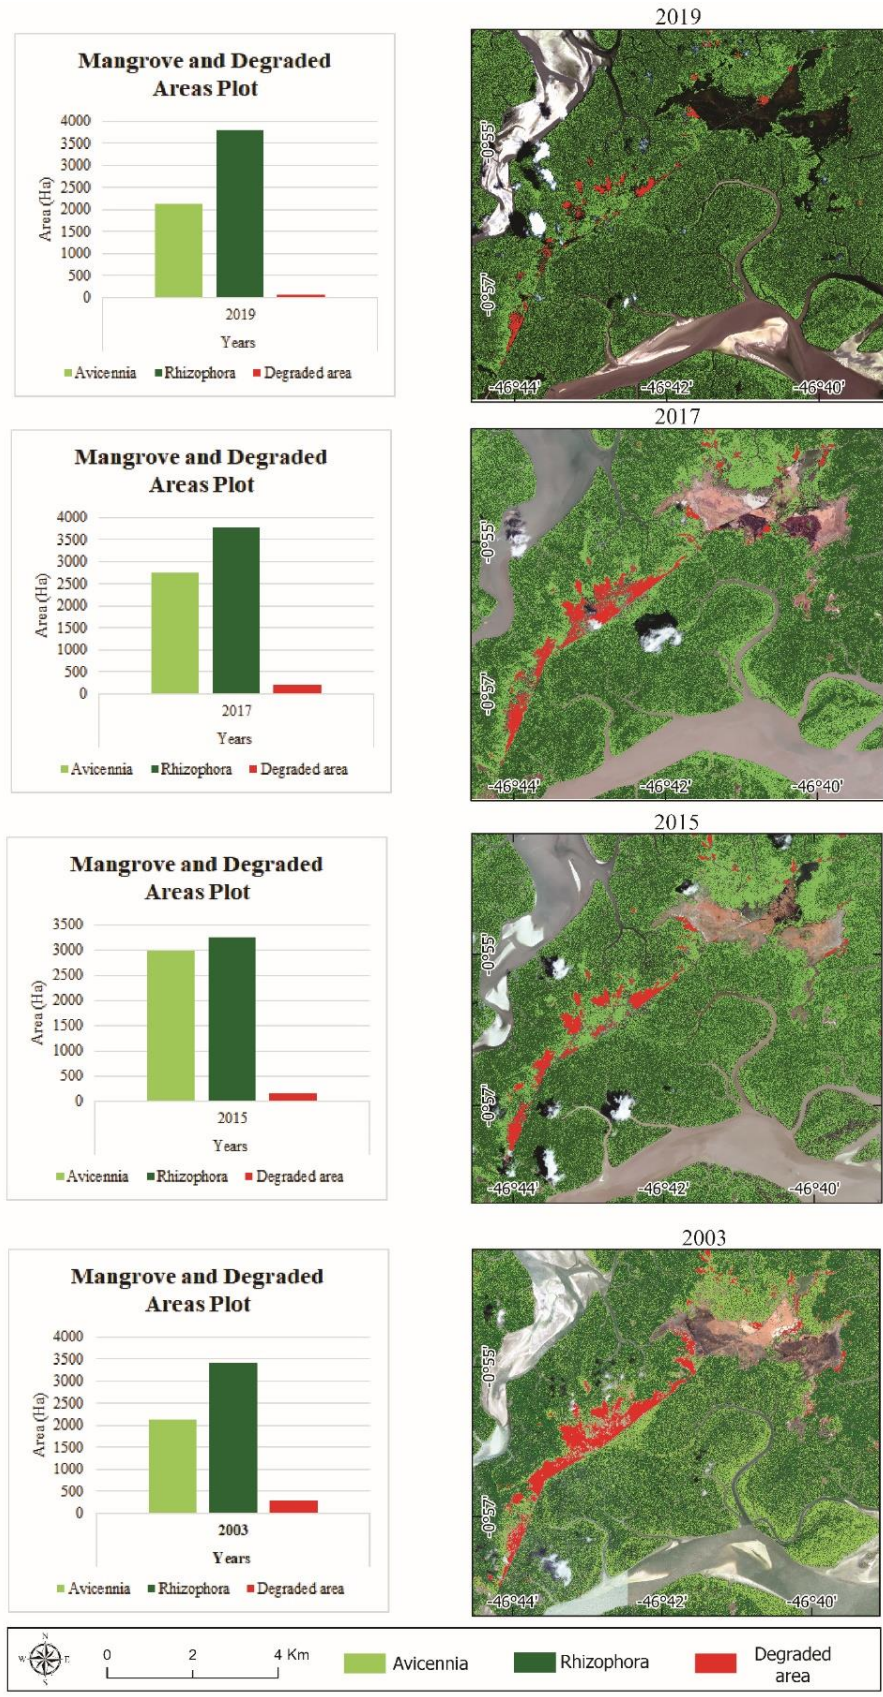 2019
Mangrove and Degraded
Areas Plot
4000
3500
3000
2500
2000
1500
1000
500
0
Area (Ha)
2019
Years
Avicennia Rhizophora Degraded area
-0°55'
-0°57'
-46°44' -46°42' -46°40'
2017
Mangrove and Degraded
Areas Plot
4000
3500
3000
2500
2000
1500
1000
500
0
Area (Ha)
2017
Years
Avicennia Rhizophora Degraded area
-0°55'
-0°57'
-46°44' -46°42' -46°40'
2015
Mangrove and Degraded
Areas Plot
3500
3000
2500
2000
1500
1000
500
0
Area (Ha)
2015
Years
Avicennia Rhizophora Degraded area
-0°55'
-0°57'
-46°44' -46°42' -46°40'
2003
Mangrove and Degraded
Areas Plot
4000
3500
3000
2500
2000
1500
1000
500
0
Area (Ha)
2003
Years
Avicennia Rhizophora Degraded area
-0°55'
-0°57'
-46°44' -46°42' -46°40'
N
W E
S
0 2 4 Km
Avicennia
Rhizophora
Degraded
area